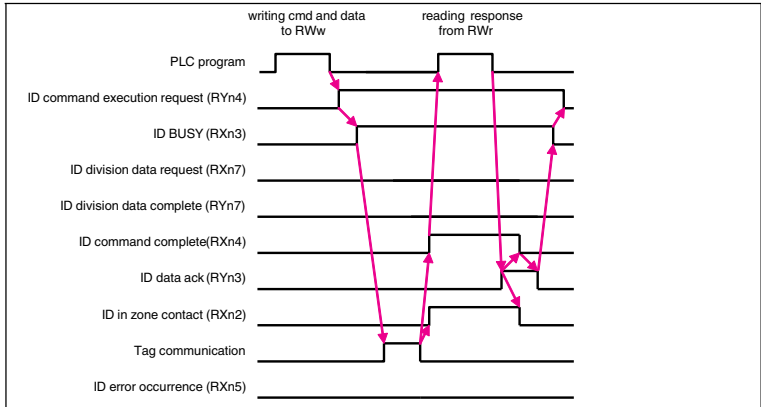 writing cmd and data
to RWw
reading response
from RWr
PLC program
ID command execution request (RYn4)
ID BUSY (RXn3)
ID division data request (RXn7)
ID division data complete (RYn7)
ID command complete(RXn4)
ID data ack (RYn3)
ID in zone contact (RXn2)
Tag communication
ID error occurrence (RXn5)